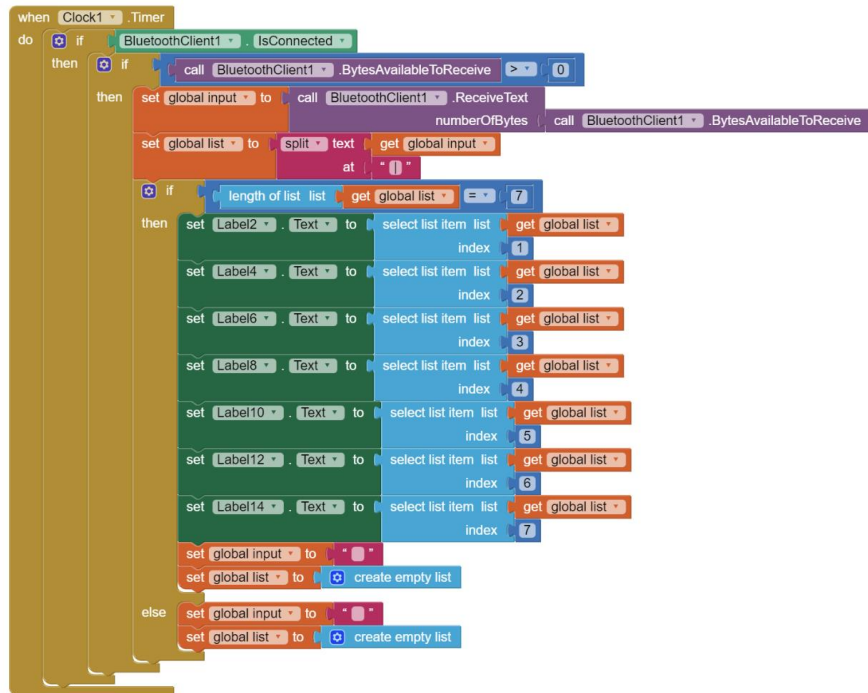 when Clock1 .Timer
do if BluetoothClient1 . IsConnected
then if call BluetoothClient1 .BytesAvailableToReceive > 0
then set global input to call BluetoothClient1 .ReceiveText
numberOfBytes call BluetoothClient1 .BytesAvailableToReceive
set global list to split text get global input
at " | "
if length of list list get global list = 7
then set Label2 . Text to select list item list get global list
index 1
set Label4 . Text to select list item list get global list
index 2
set Label6 . Text to select list item list get global list
index 3
set Label8 . Text to select list item list get global list
index 4
set Label10 . Text to select list item list get global list
index 5
set Label12 . Text to select list item list get global list
index 6
set Label14 . Text to select list item list get global list
index 7
set global input to " "
set global list to create empty list
else set global input to " "
set global list to create empty list